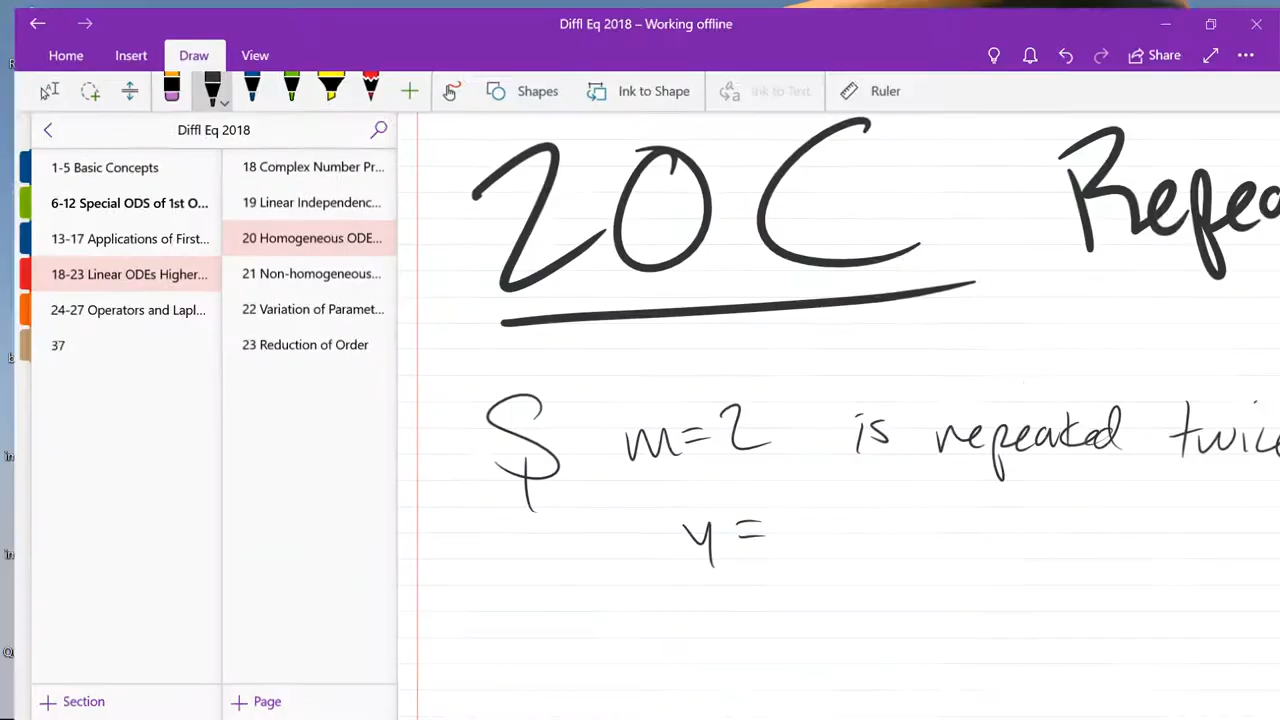 Diffl Eq 2018 – Working offline
Home Insert Draw View
Share
Shapes Ink to Shape Ink to Text Ruler
Diffl Eq 2018
1-5 Basic Concepts
6-12 Special ODS of 1st O...
13-17 Applications of First...
18-23 Linear ODEs Higher...
24-27 Operators and Lapl...
37
18 Complex Number Pr...
19 Linear Independenc...
20 Homogeneous ODE...
21 Non-homogeneous...
22 Variation of Paramet...
23 Reduction of Order
Section
Page
20C Repea
m=2 is repeated twice
y =